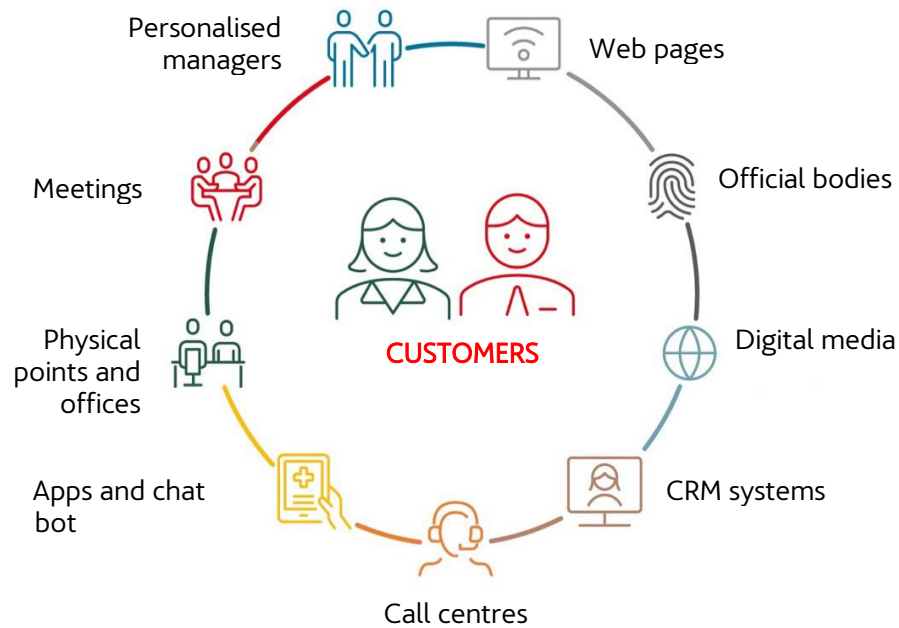 Personalised
managers
Web pages
Official bodies
Digital media
CRM systems
Call centres
Apps and chat
bot
Physical
points and
offices
Meetings
CUSTOMERS